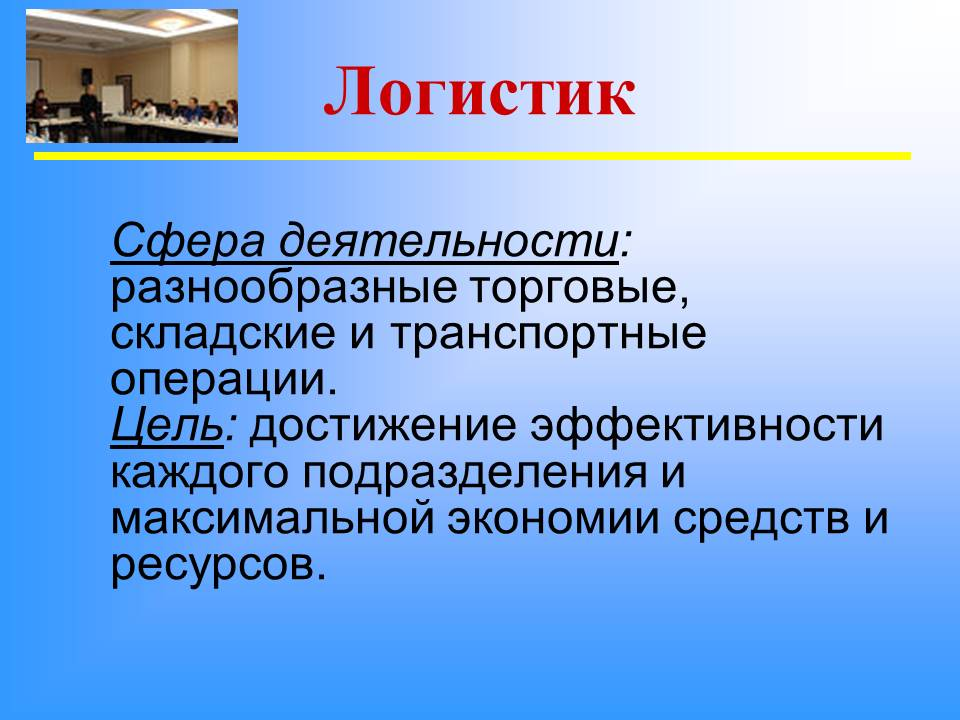 Логистик
Сфера деятельности:
разнообразные торговые,
складские и транспортные
операции.
Цель: достижение эффективности
каждого подразделения и
максимальной экономии средств и
ресурсов.